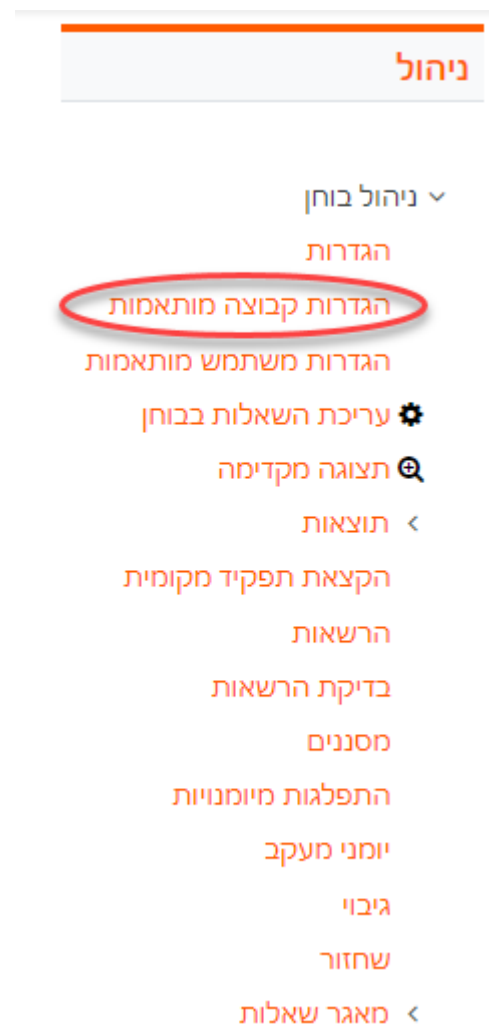 ניהול
ניהול בוחן
הגדרות
הגדרות קבוצה מותאמות
הגדרות משתמש מותאמות
עריכת השאלות בבוחן
תצוגה מקדימה
תוצאות
הקצאת תפקיד מקומית
הרשאות
בדיקת הרשאות
מסננים
התפלגות מיומנויות
יומני מעקב
גיבוי
שחזור
מאגר שאלות